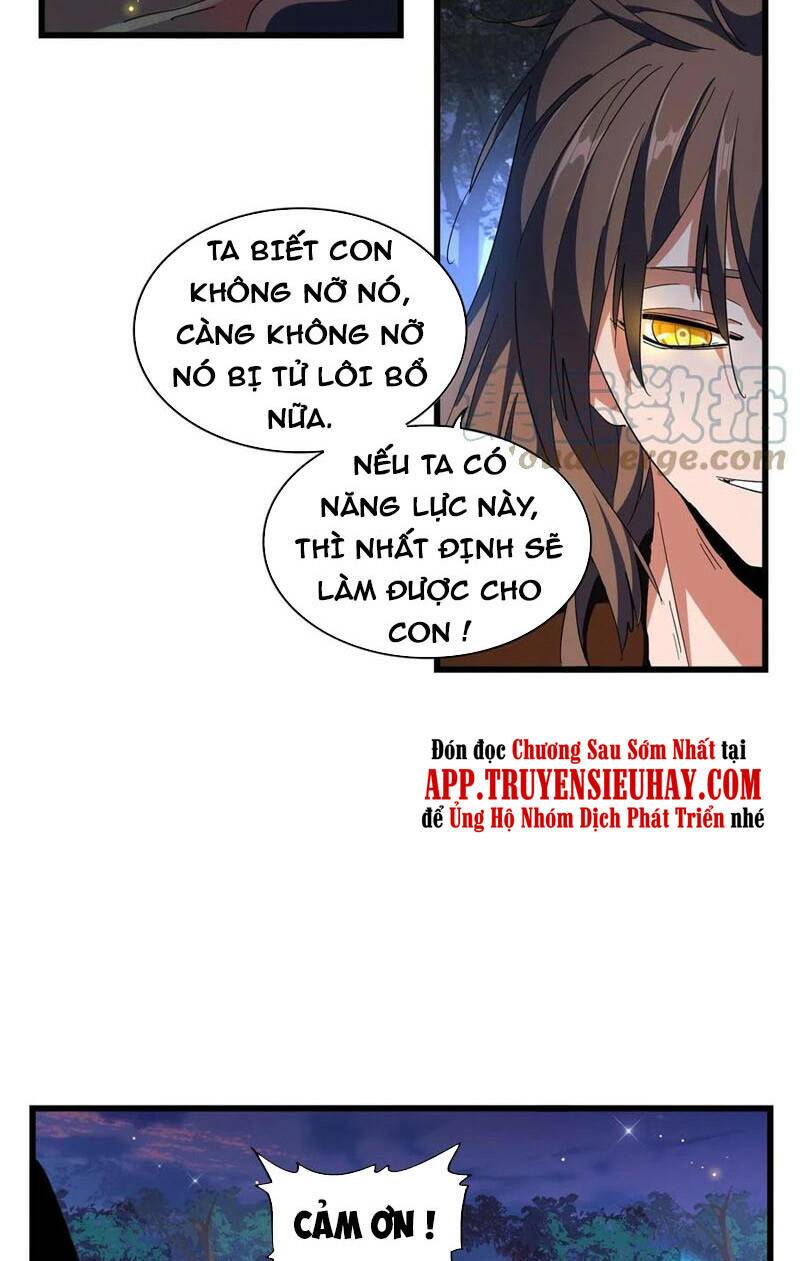 TA BIẾT CON
KHÔNG NỠ NÓ,
CÀNG KHÔNG NỠ
NÓ BỊ TỬ LÔI BỔ
NỮA.
NẾU TA CÓ
NĂNG LỰC NÀY,
THÌ NHẤT ĐỊNH SẼ
LÀM ĐƯỢC CHO
CON !
Đón đọc Chương Sau Sớm Nhất tại
APP.TRUYENSIEUHAY.COM
để Ủng Hộ Nhóm Dịch Phát Triển nhé
CẢM ƠN !